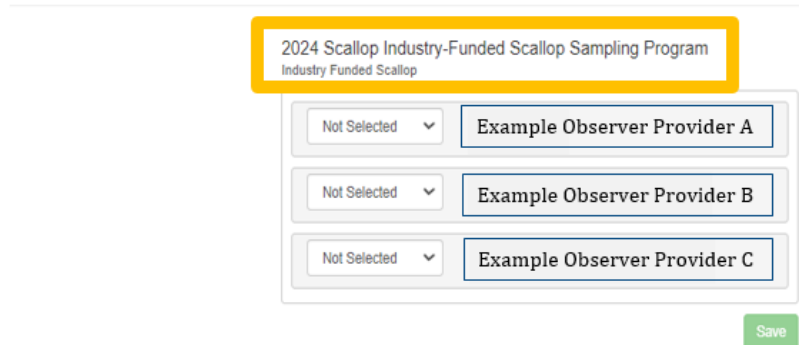 2024 Scallop Industry-Funded Scallop Sampling Program
Industry Funded Scallop
Not Selected Example Observer Provider A
Not Selected Example Observer Provider B
Not Selected Example Observer Provider C
Save